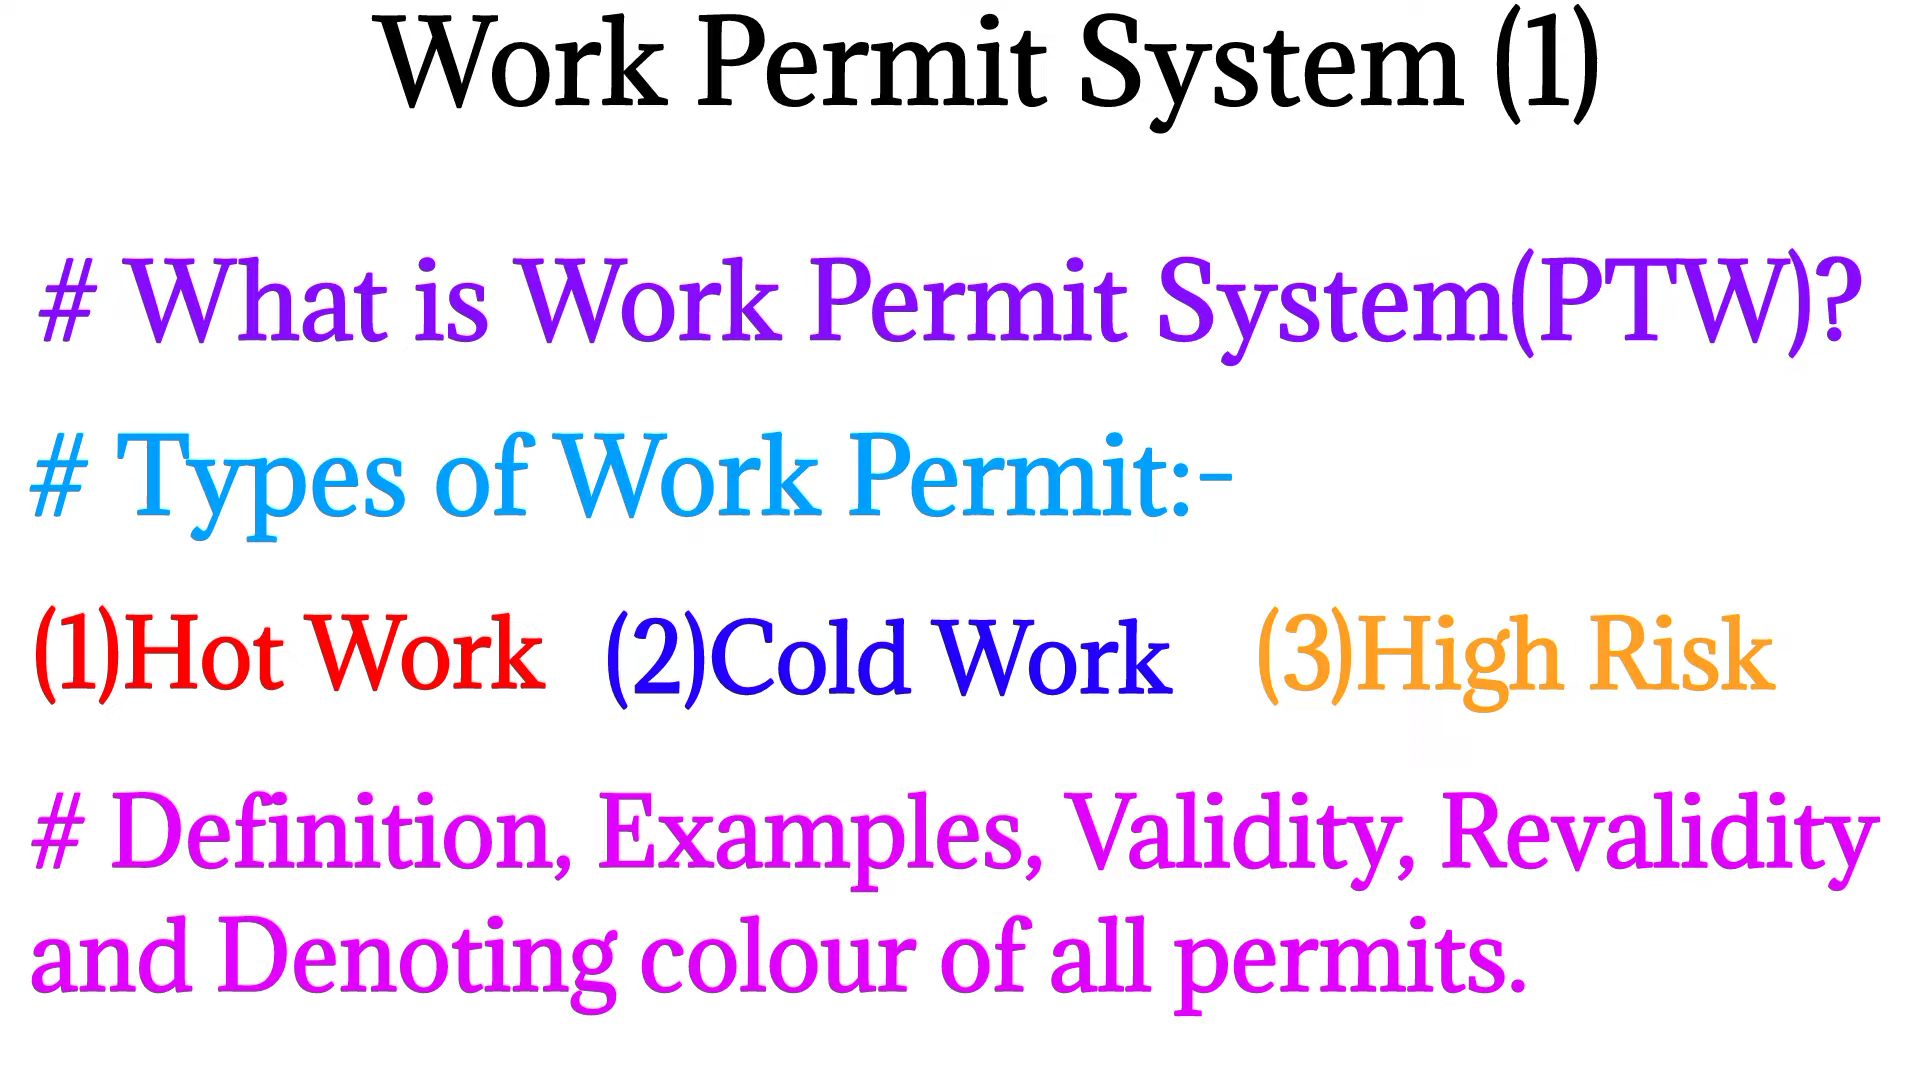 Work Permit System (1)
# What is Work Permit System(PTW)?
# Types of Work Permit:-
(1)Hot Work (2)Cold Work (3)High Risk
# Definition, Examples, Validity, Revalidity
and Denoting colour of all permits.